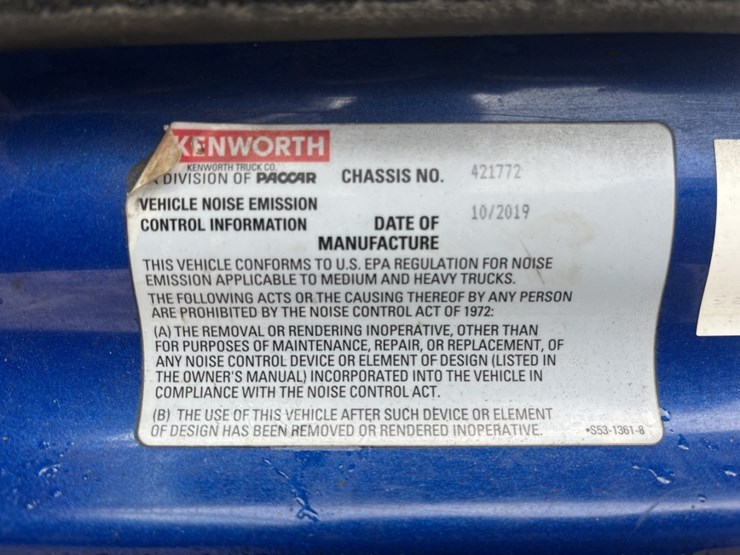 KENWORTH
KENWORTH TRUCK CO.
A DIVISION OF PACCAR
CHASSIS NO. 421772
VEHICLE NOISE EMISSION
CONTROL INFORMATION
DATE OF
MANUFACTURE
10/2019
THIS VEHICLE CONFORMS TO U.S. EPA REGULATION FOR NOISE
EMISSION APPLICABLE TO MEDIUM AND HEAVY TRUCKS.
THE FOLLOWING ACTS OR THE CAUSING THEREOF BY ANY PERSON
ARE PROHIBITED BY THE NOISE CONTROL ACT OF 1972:
(A) THE REMOVAL OR RENDERING INOPERATIVE, OTHER THAN
FOR PURPOSES OF MAINTENANCE, REPAIR, OR REPLACEMENT, OF
ANY NOISE CONTROL DEVICE OR ELEMENT OF DESIGN (LISTED IN
THE OWNER'S MANUAL) INCORPORATED INTO THE VEHICLE IN
COMPLIANCE WITH THE NOISE CONTROL ACT.
(B) THE USE OF THIS VEHICLE AFTER SUCH DEVICE OR ELEMENT
OF DESIGN HAS BEEN REMOVED OR RENDERED INOPERATIVE.
*S53-1361-B